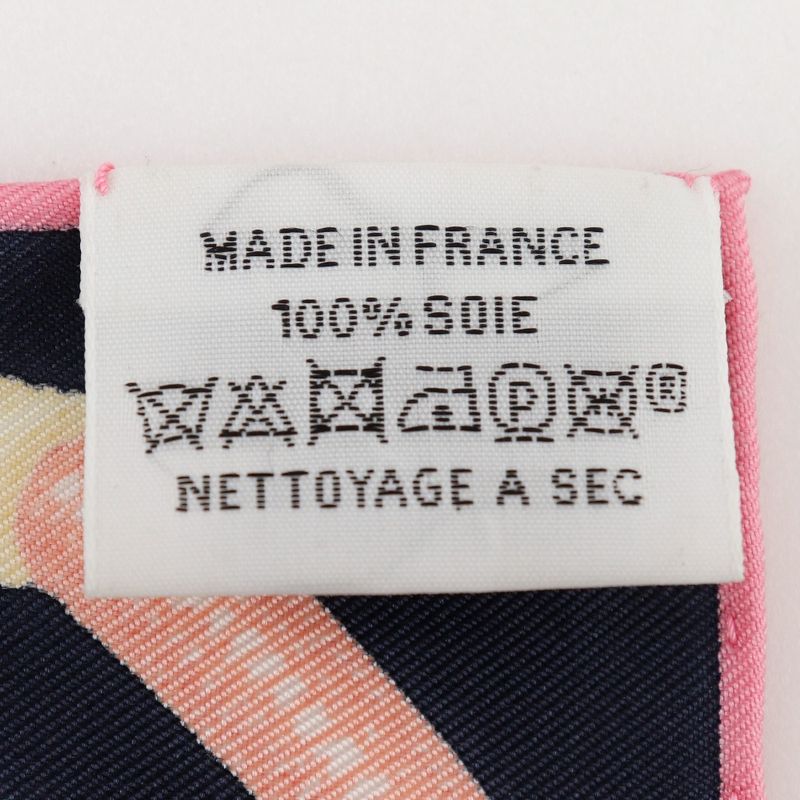 MADE IN FRANCE
100% SOIE
P ®
NETTOYAGE A SEC